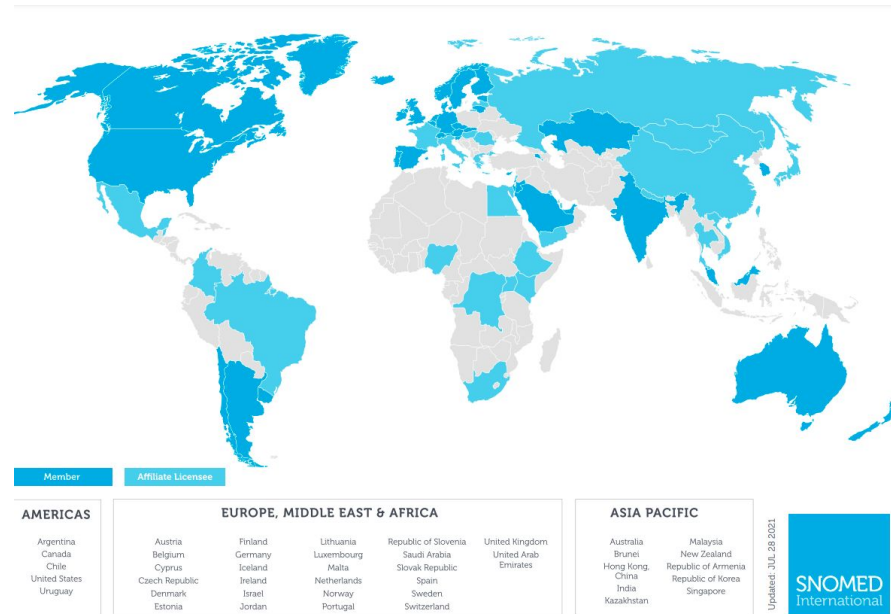 Member
Affiliate Licensee
AMERICAS
Argentina
Canada
Chile
United States
Uruguay
EUROPE, MIDDLE EAST & AFRICA
Austria
Belgium
Cyprus
Czech Republic
Denmark
Estonia
Finland
Germany
Iceland
Ireland
Israel
Jordan
Lithuania
Luxembourg
Malta
Netherlands
Norway
Portugal
Republic of Slovenia
Saudi Arabia
Slovak Republic
Spain
Sweden
Switzerland
United Kingdom
United Arab
Emirates
ASIA PACIFIC
Australia
Brunei
Hong Kong,
China
India
Kazakhstan
Malaysia
New Zealand
Republic of Armenia
Republic of Korea
Singapore
Updated: JUL 28 2021
SNOMED
International